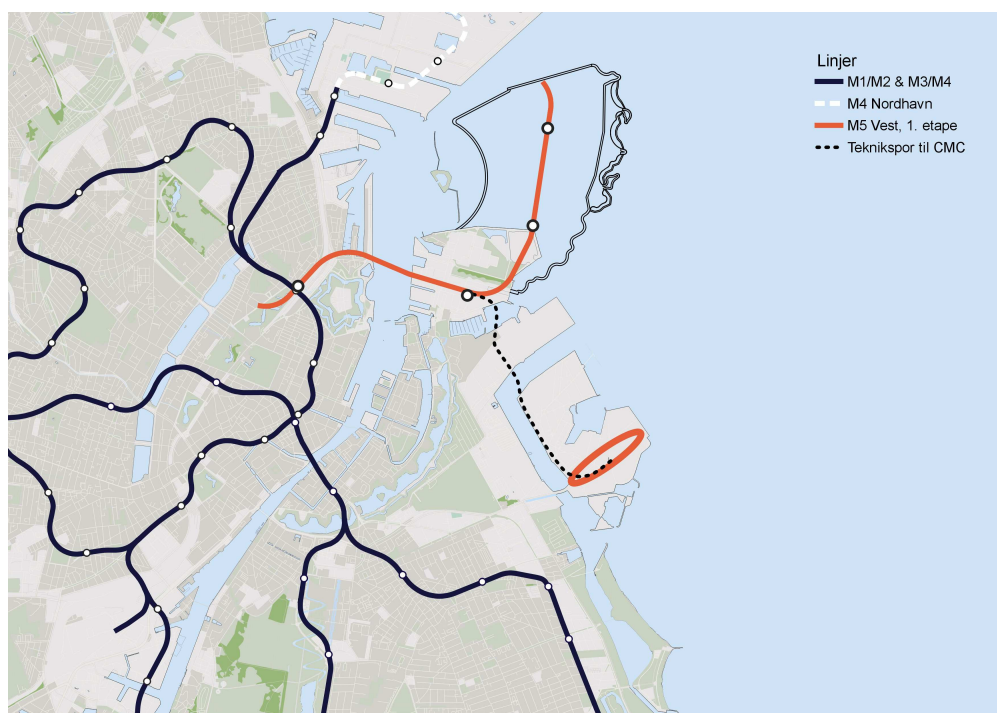 Linjer
M1/M2 & M3/M4
M4 Nordhavn
M5 Vest, 1. etape
Teknikspor til CMC